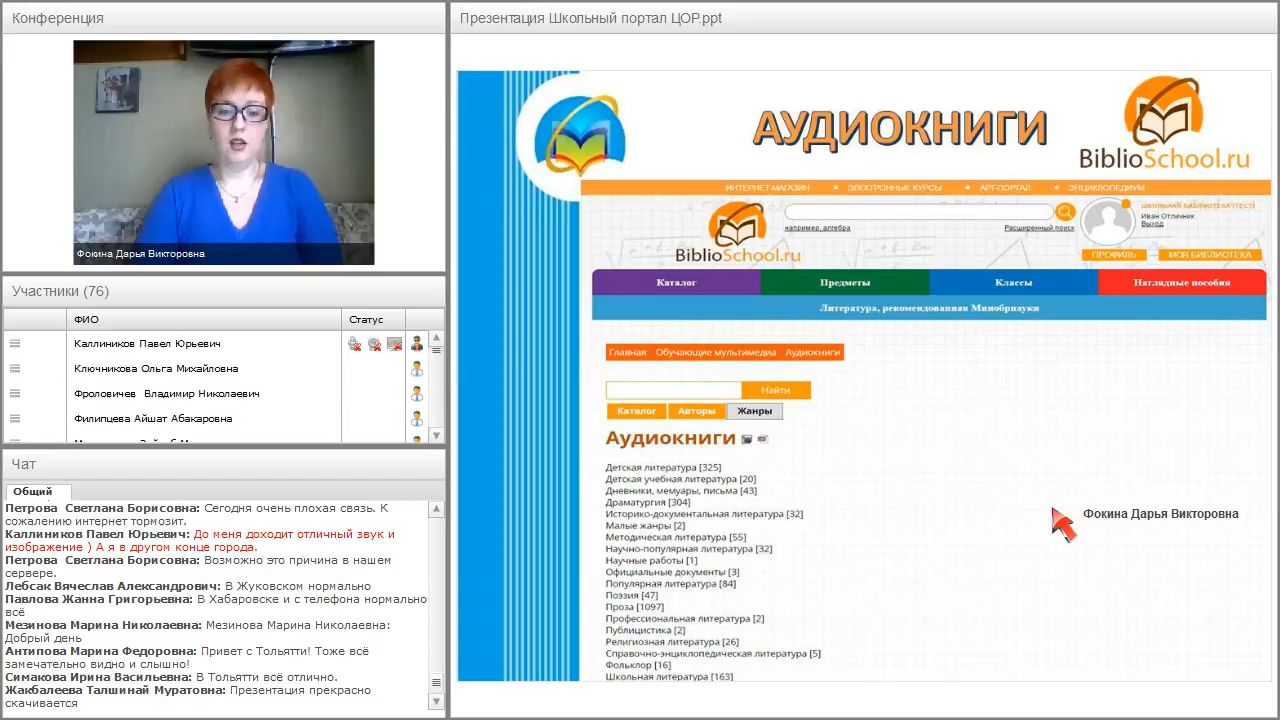 Конференция
Фокина Дарья Викторовна
Участники (76)
ФИО
Статус
Каллиников Павел Юрьевич
Ключникова Ольга Михайловна
Фроловичев Владимир Николаевич
Филипцева Айшат Абакаровна
Чат
Общий
Петрова Светлана Борисовна: Сегодня очень плохая связь. К
сожалению интернет тормозит.
Каллиников Павел Юрьевич: До меня доходит отличный звук и
изображение ) А я в другом конце города.
Петрова Светлана Борисовна: Возможно это причина в нашем
сервере.
Лебсак Вячеслав Александрович: В Жуковском нормально
Павлова Жанна Григорьевна: В Хабаровске и с телефона нормально
всё
Мезинова Марина Николаевна: Мезинова Марина Николаевна:
Добрый день
Антипова Марина Федоровна: Привет с Тольятти! Тоже всё
замечательно видно и слышно!
Симакова Ирина Васильевна: В Тольятти всё отлично.
Жакбалеева Талшинай Муратовна: Презентация прекрасно
скачивается
Презентация Школьный портал ЦОР.ppt
АУДИОКНИГИ
BiblioSchool.ru
ИНТЕРНЕТ-МАГАЗИН
ЭЛЕКТРОННЫЕ КУРСЫ
АРТ-ПОРТАЛ
ЭНЦИКЛОПЕДИУМ
BiblioSchool.ru
например, алгебра
Расширенный поиск
ШКОЛЬНАЯ БИБЛИОТЕКА (ТЕСТ)
Иван Отличник
Выход
ПРОФИЛЬ
МОЯ БИБЛИОТЕКА
Каталог
Предметы
Классы
Наглядные пособия
Литература, рекомендованная Минобрнауки
Главная Обучающие мультимедиа Аудиокниги
Найти
Каталог
Авторы
Жанры
Аудиокниги
Детская литература [325]
Детская учебная литература [20]
Дневники, мемуары, письма [43]
Драматургия [304]
Историко-документальная литература [32]
Малые жанры [2]
Методическая литература [55]
Научно-популярная литература [32]
Научные работы [1]
Официальные документы [3]
Популярная литература [84]
Поэзия [47]
Проза [1097]
Профессиональная литература [2]
Публицистика [2]
Религиозная литература [26]
Справочно-энциклопедическая литература [5]
Фольклор [16]
Школьная литература [163]
Фокина Дарья Викторовна